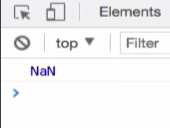 Elements
top ▼ Filter
NaN
>